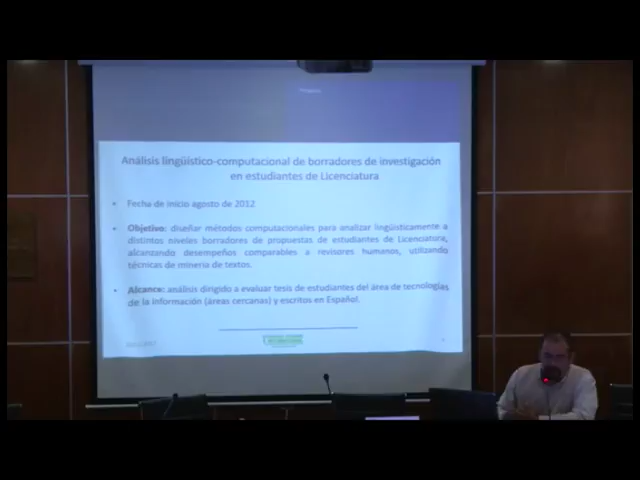 Análisis lingüístico-computacional de borradores de investigación
en estudiantes de Licenciatura
• Fecha de inicio agosto de 2012
• Objetivo: diseñar métodos computacionales para analizar lingüísticamente a
distintos niveles borradores de propuestas de estudiantes de Licenciatura,
alcanzando desempeños comparables a revisores humanos, utilizando
técnicas de minería de textos.
• Alcance: análisis dirigido a evaluar tesis de estudiantes del área de tecnologías
de la información (áreas cercanas) y escritos en Español.